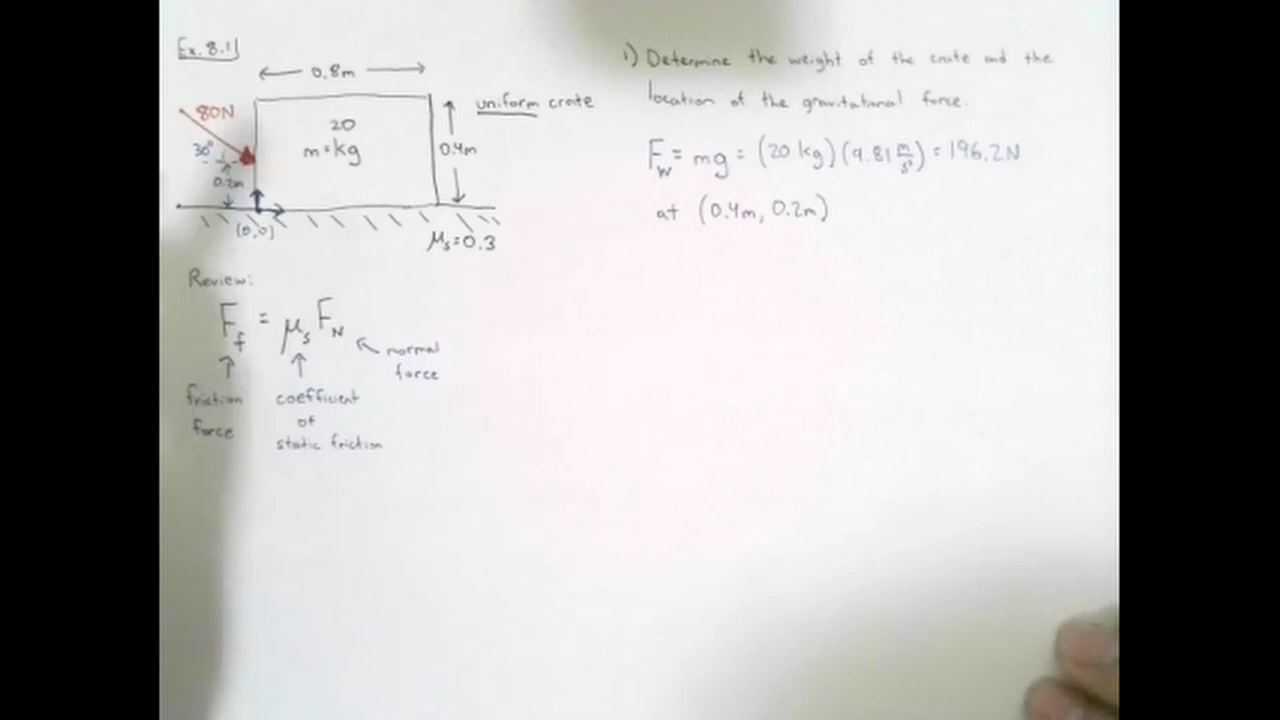 Ex. 8.1
0.8m
80N
30°
0.2m
20
m=kg
0.4m
uniform crate
(0,0)
μs=0.3
Review:
Ff = μs FN
normal
force
friction
force
coefficient
of
static friction
1) Determine the weight of the crate and the
location of the gravitational force.
Fw = mg = (20 kg)(9.81 m/s²) = 196.2N
at (0.4m, 0.2m)